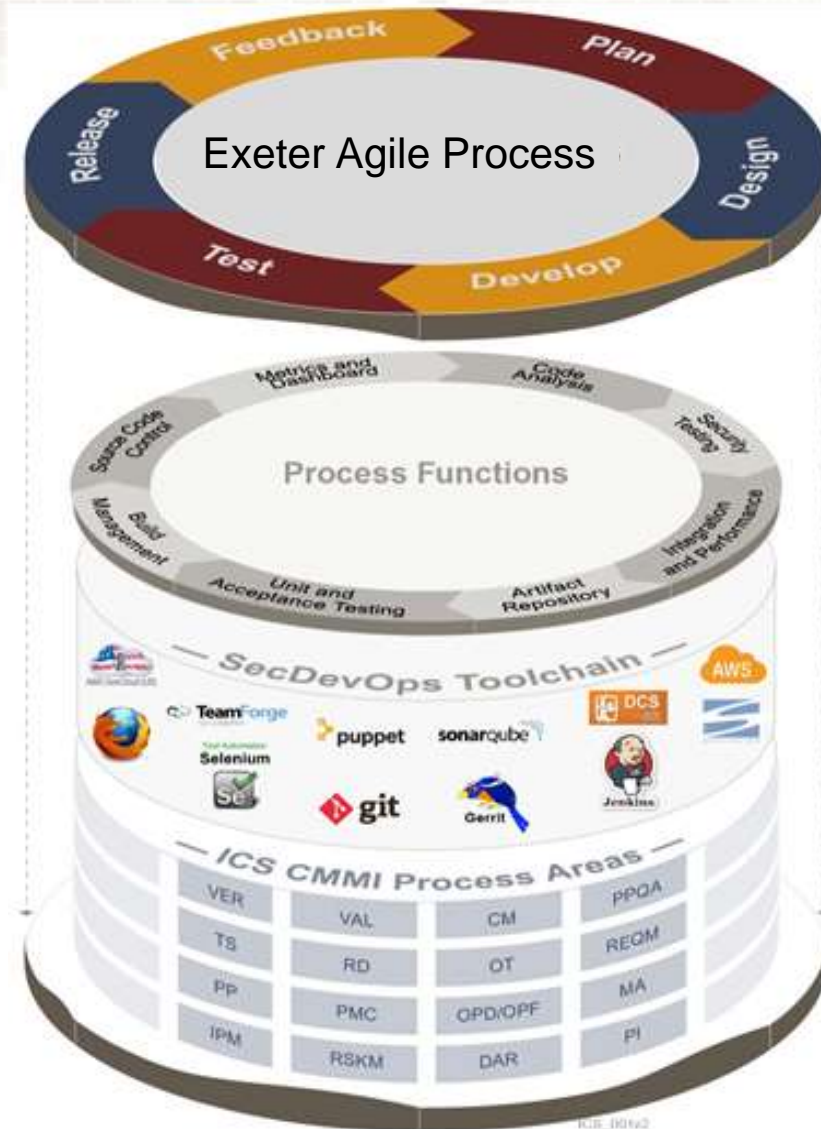 Feedback
Plan
Release
Exeter Agile Process
Design
Test
Develop
Metrics and
Dashboard
Code
Analysis
Source Code
Control
Security
Testing
Process Functions
Build
Management
Integration
and Performance
Unit and
Acceptance Testing
Artifact
Repository
— SecDevOps Toolchain —
AWS
TeamForge
DCS
puppet
sonarqube
Selenium
Se
git
Gerrit
Jenkins
— ICS CMMI Process Areas —
VER
VAL
CM
PPQA
TS
RD
OT
REQM
PP
PMC
OPD/OPF
MA
IPM
RSKM
DAR
PI